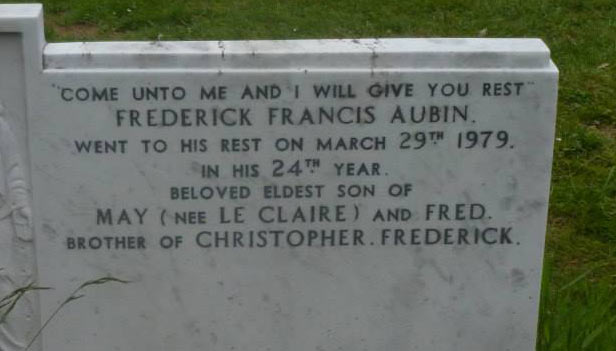 "COME UNTO ME AND I WILL GIVE YOU REST"
FREDERICK FRANCIS AUBIN.
WENT TO HIS REST ON MARCH 29TH 1979.
IN HIS 24TH YEAR.
BELOVED ELDEST SON OF
MAY (NEE LE CLAIRE) AND FRED.
BROTHER OF CHRISTOPHER. FREDERICK.